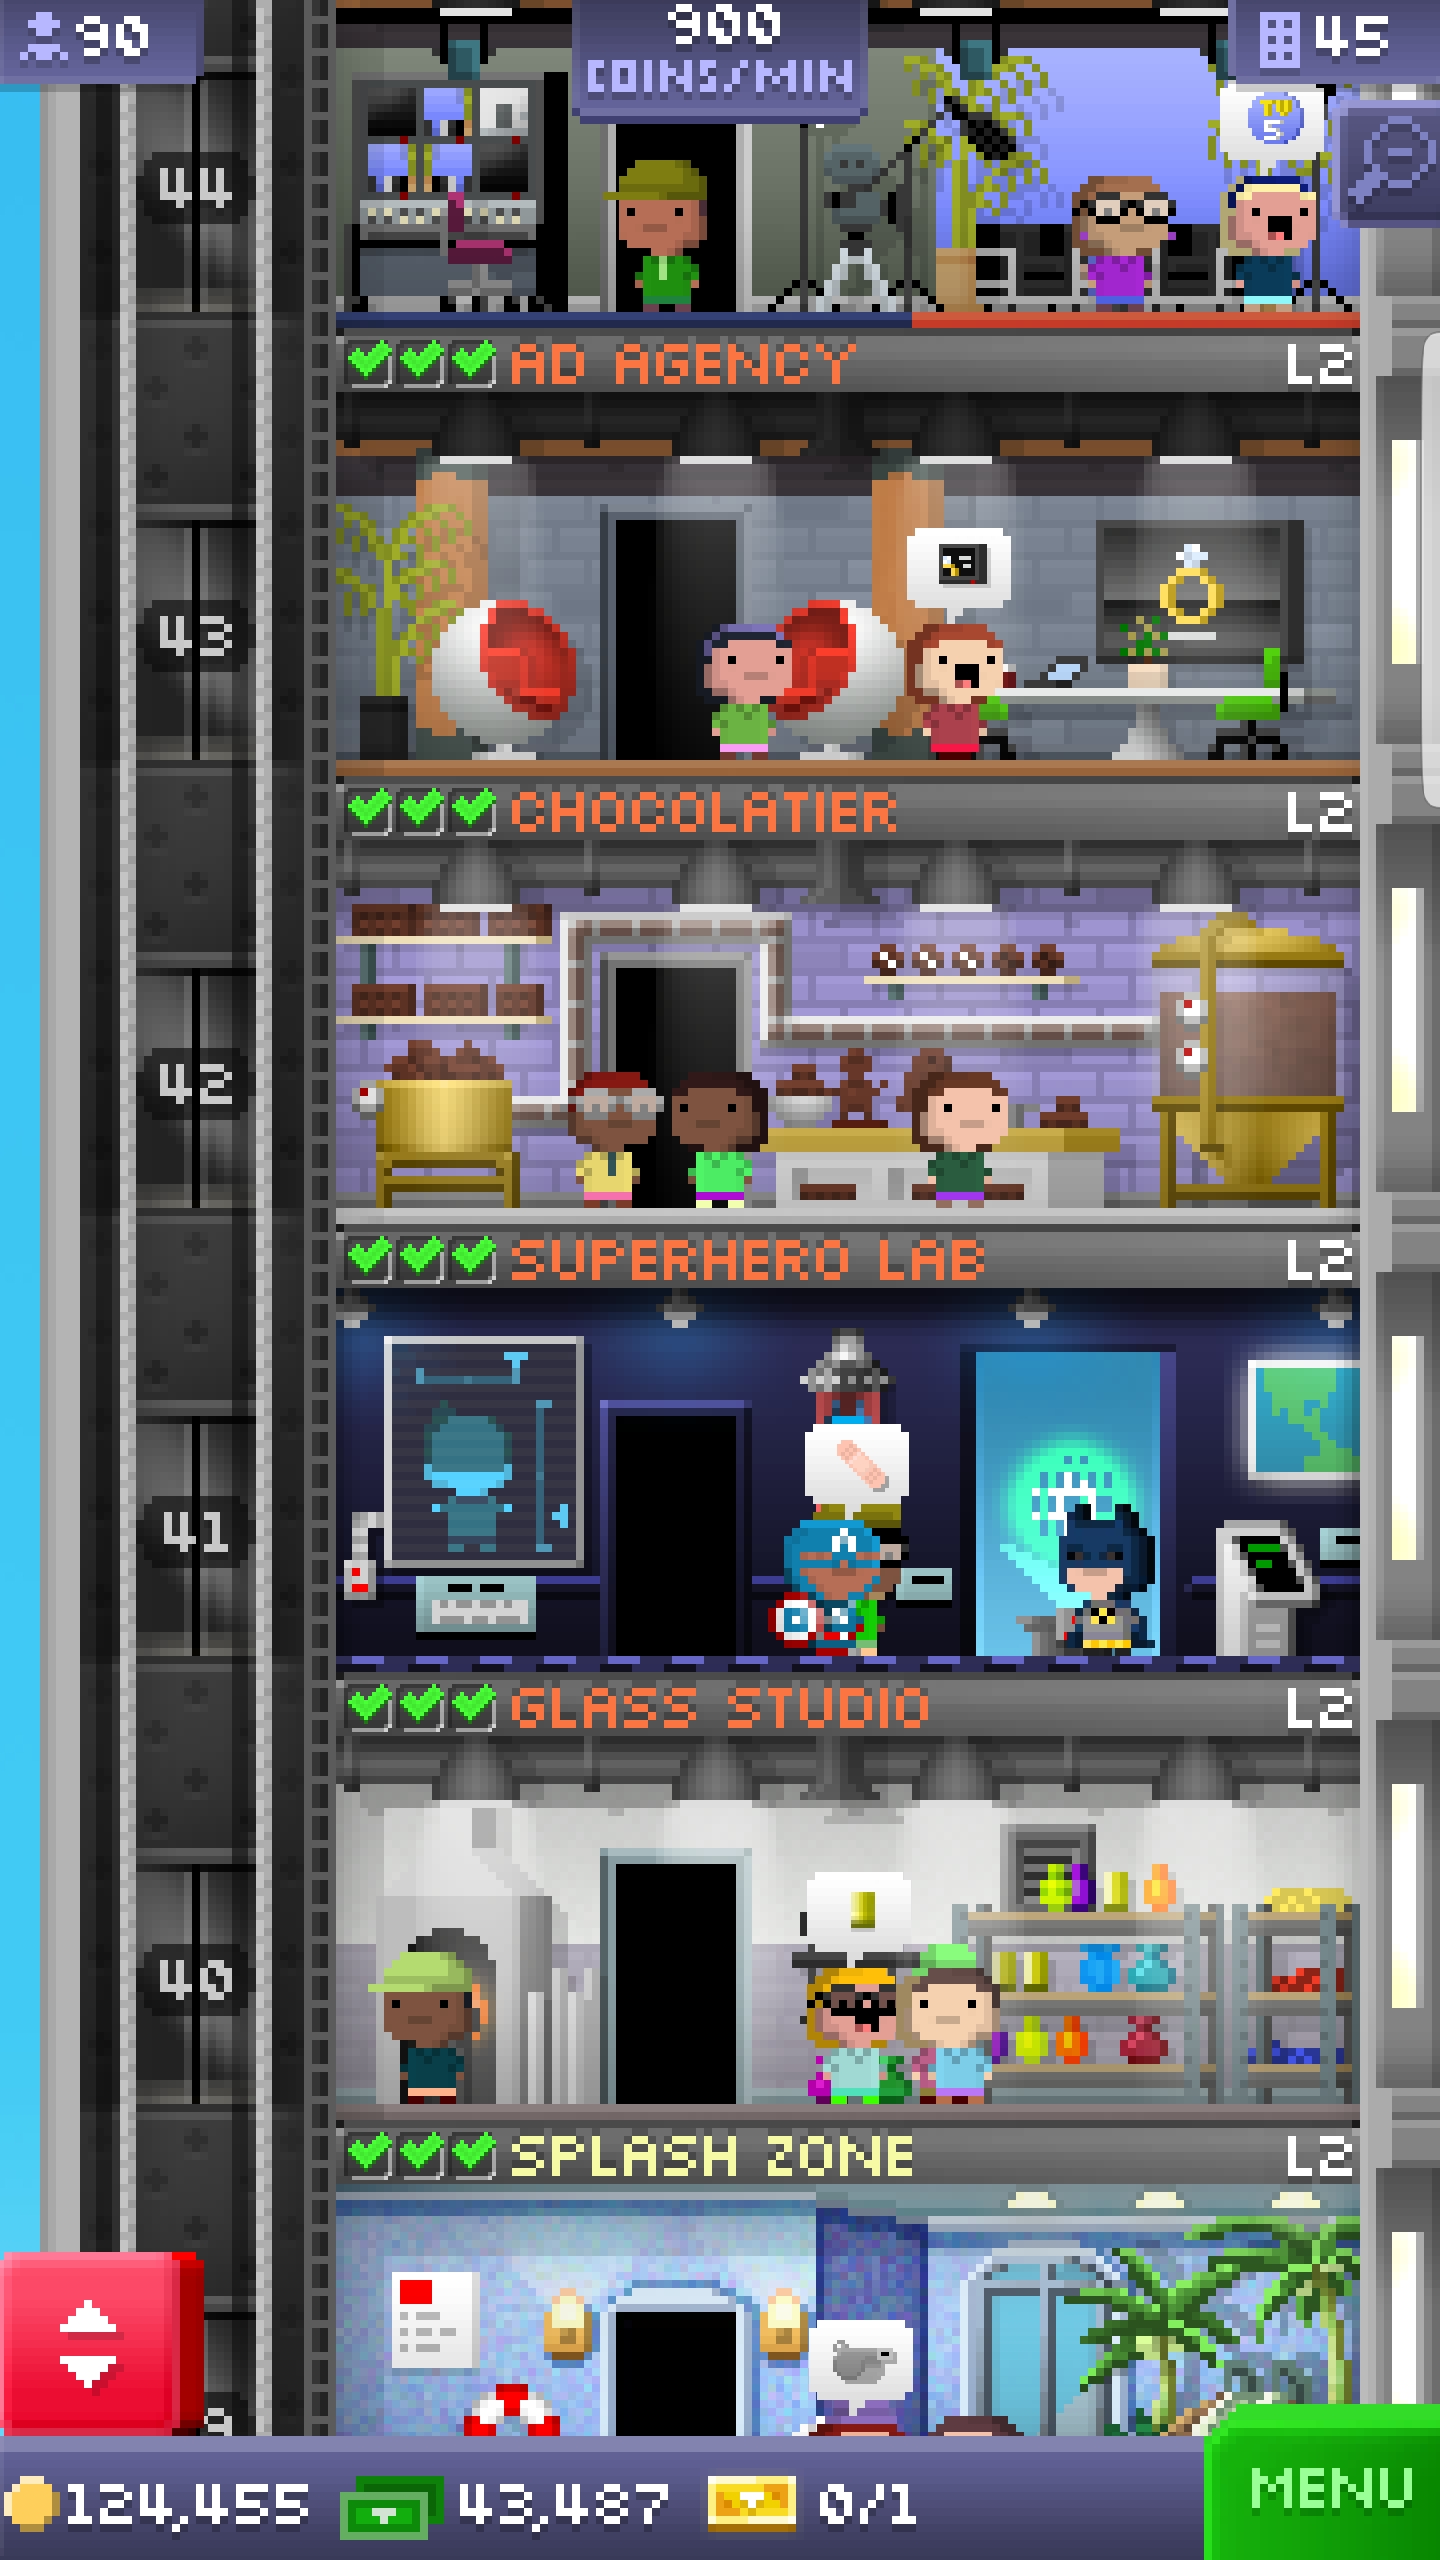 90
900
COINS/MIN
45
TV
5
44
AD AGENCY L2
43
CHOCOLATIER L2
42
SUPERHERO LAB L2
41
GLASS STUDIO L2
40
SPLASH ZONE L2
124,455 43,487 0/1
MENU